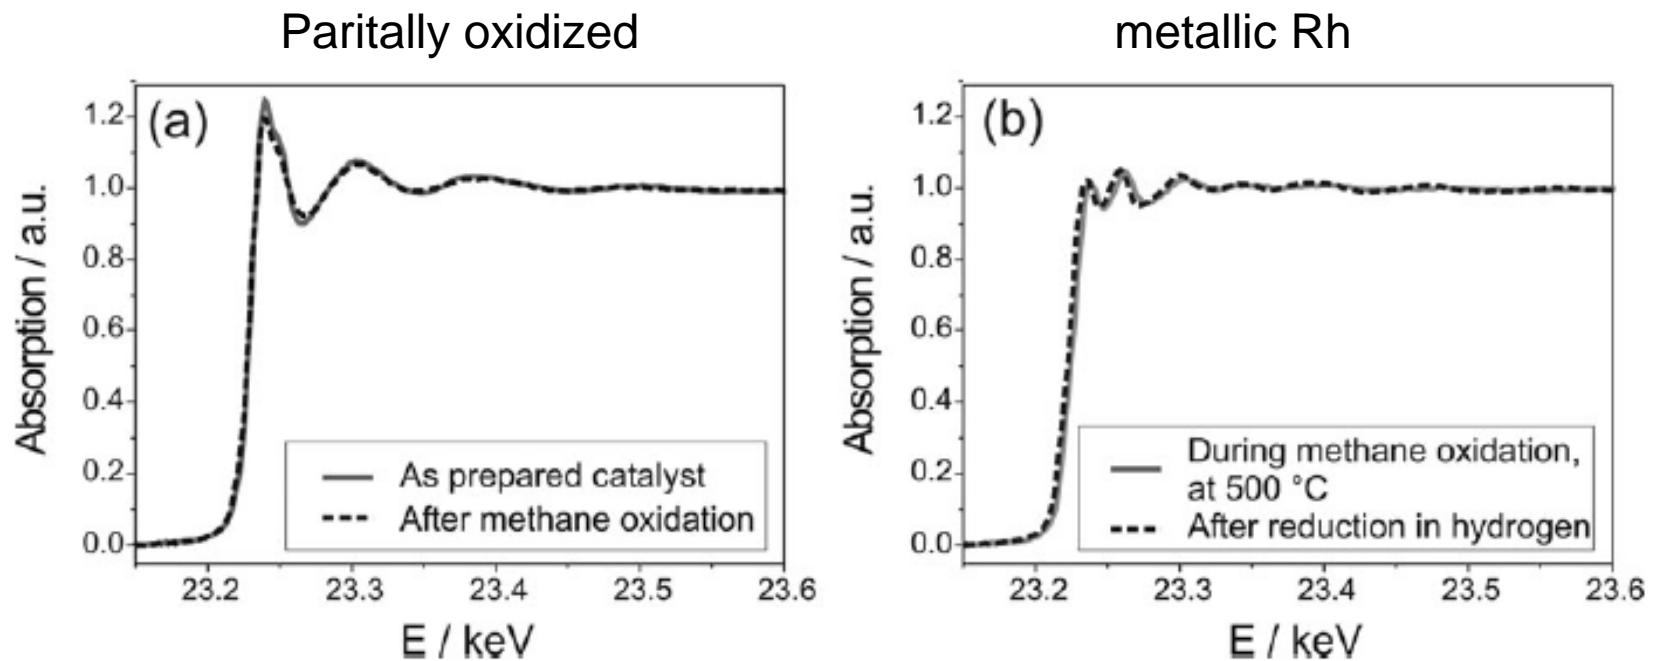 Paritally oxidized
metallic Rh
(a)
Absorption / a.u.
1.2
1.0
0.8
0.6
0.4
0.2
0.0
As prepared catalyst
After methane oxidation
23.2 23.3 23.4 23.5 23.6
E / keV
(b)
Absorption / a.u.
1.2
1.0
0.8
0.6
0.4
0.2
0.0
During methane oxidation,
at 500 °C
After reduction in hydrogen
23.2 23.3 23.4 23.5 23.6
E / keV